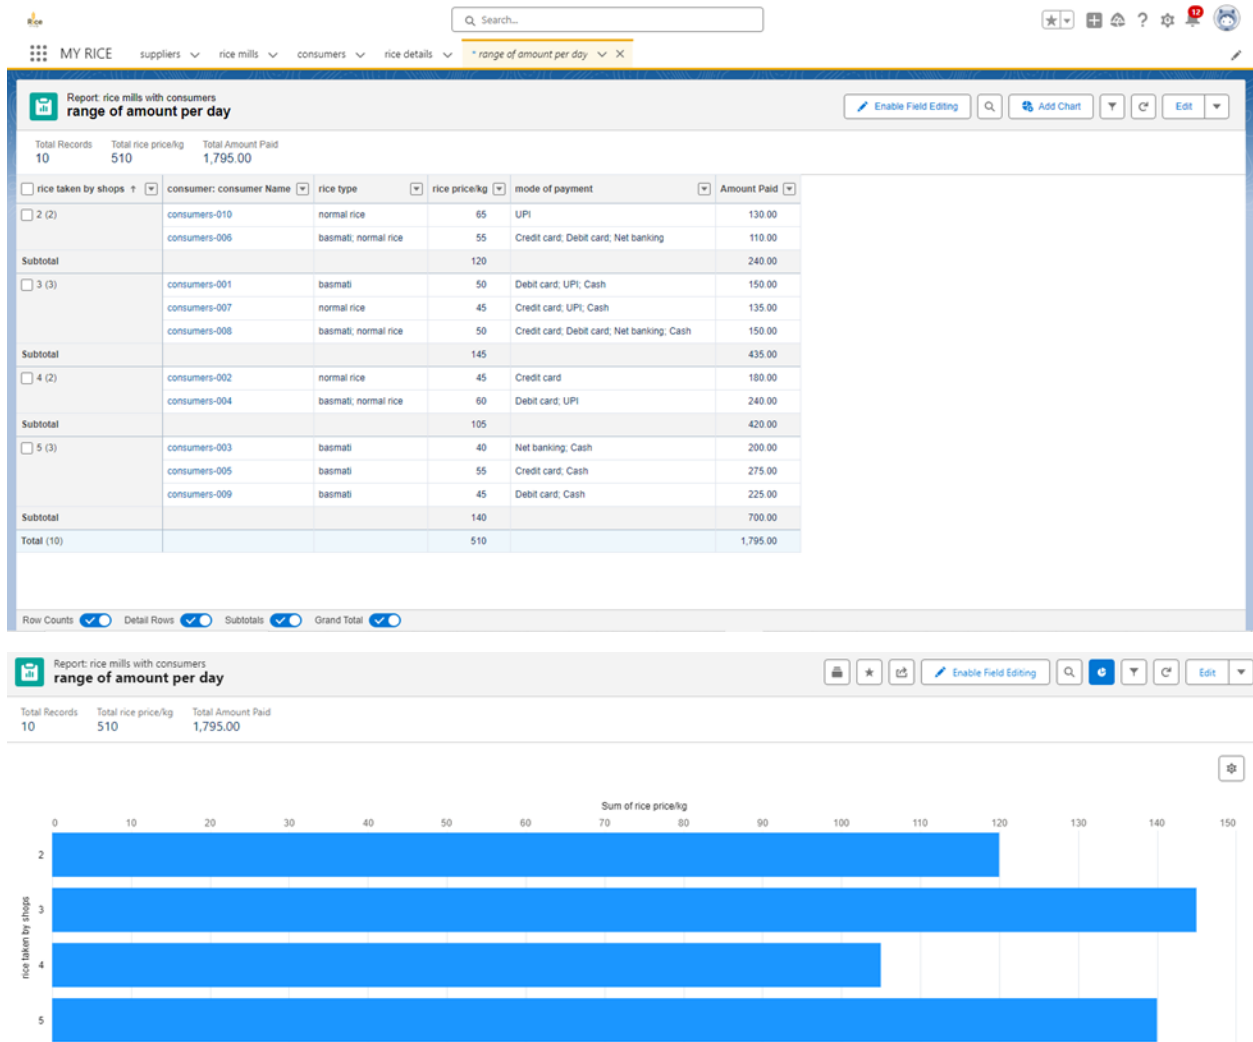 Rice
Search...
12
MY RICE suppliers rice mills consumers rice details * range of amount per day
Report: rice mills with consumers
range of amount per day
Enable Field Editing Add Chart Edit
Total Records Total rice price/kg Total Amount Paid
10 510 1,795.00
rice taken by shops ↑ consumer: consumer Name rice type rice price/kg mode of payment Amount Paid
2 (2) consumers-010 normal rice 65 UPI 130.00
consumers-006 basmati; normal rice 55 Credit card; Debit card; Net banking 110.00
Subtotal 120 240.00
3 (3) consumers-001 basmati 50 Debit card; UPI; Cash 150.00
consumers-007 normal rice 45 Credit card; UPI; Cash 135.00
consumers-008 basmati; normal rice 50 Credit card; Debit card; Net banking; Cash 150.00
Subtotal 145 435.00
4 (2) consumers-002 normal rice 45 Credit card 180.00
consumers-004 basmati; normal rice 60 Debit card; UPI 240.00
Subtotal 105 420.00
5 (3) consumers-003 basmati 40 Net banking; Cash 200.00
consumers-005 basmati 55 Credit card; Cash 275.00
consumers-009 basmati 45 Debit card; Cash 225.00
Subtotal 140 700.00
Total (10) 510 1,795.00
Row Counts Detail Rows Subtotals Grand Total
Report: rice mills with consumers
range of amount per day
Enable Field Editing Edit
Total Records Total rice price/kg Total Amount Paid
10 510 1,795.00
Sum of rice price/kg
0 10 20 30 40 50 60 70 80 90 100 110 120 130 140 150
rice taken by shops
2
3
4
5